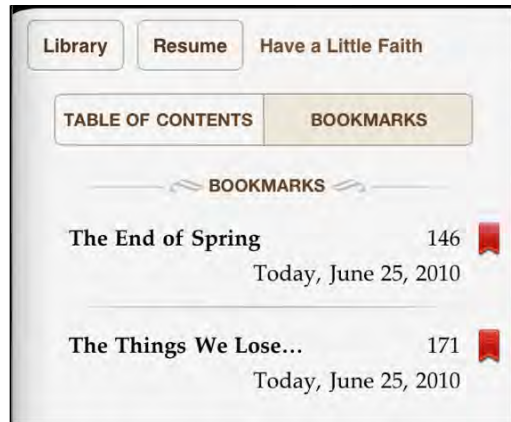 Library Resume Have a Little Faith
TABLE OF CONTENTS BOOKMARKS
BOOKMARKS
The End of Spring 146
Today, June 25, 2010
The Things We Lose... 171
Today, June 25, 2010